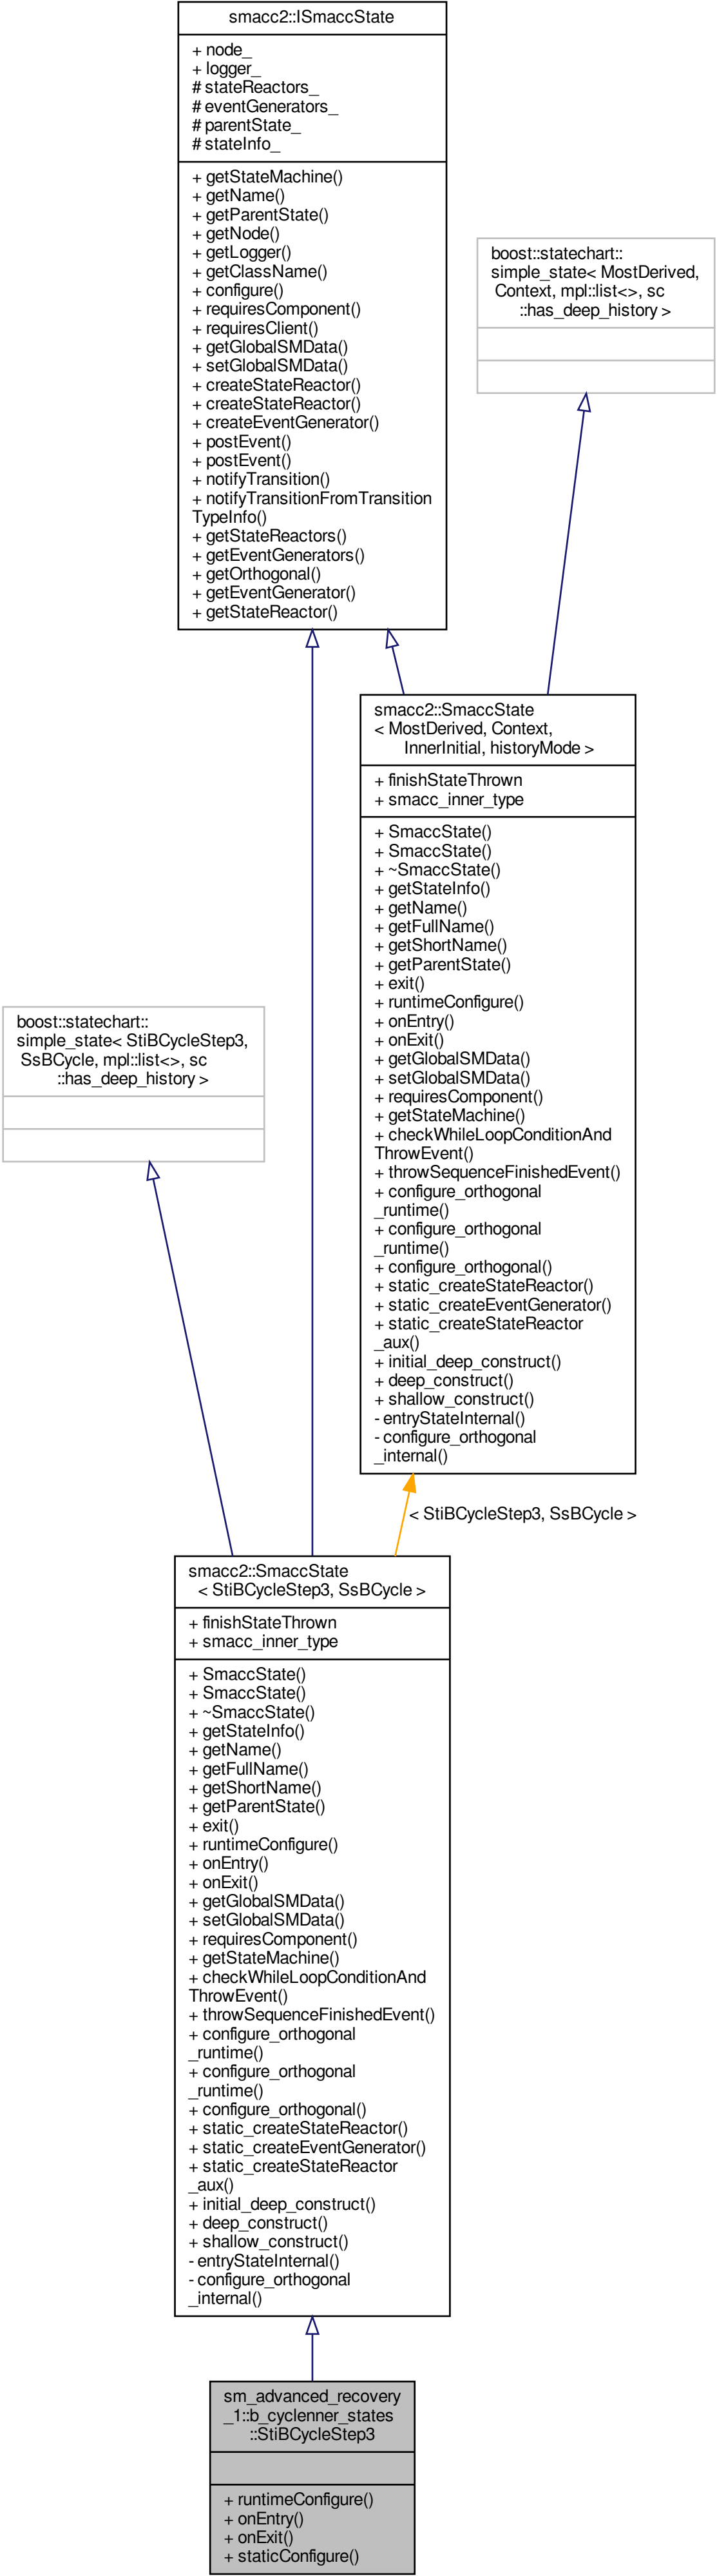 smacc2::ISmaccState
+ node_
+ logger_
# stateReactors_
# eventGenerators_
# parentState_
# stateInfo_
+ getStateMachine()
+ getName()
+ getParentState()
+ getNode()
+ getLogger()
+ getClassName()
+ configure()
+ requiresComponent()
+ requiresClient()
+ getGlobalSMData()
+ setGlobalSMData()
+ createStateReactor()
+ createStateReactor()
+ createEventGenerator()
+ postEvent()
+ postEvent()
+ notifyTransition()
+ notifyTransitionFromTransition
TypeInfo()
+ getStateReactors()
+ getEventGenerators()
+ getOrthogonal()
+ getEventGenerator()
+ getStateReactor()
boost::statechart::
simple_state< MostDerived,
Context, mpl::list<>, sc
::has_deep_history >
smacc2::SmaccState
< MostDerived, Context,
InnerInitial, historyMode >
+ finishStateThrown
+ smacc_inner_type
+ SmaccState()
+ SmaccState()
+ ~SmaccState()
+ getStateInfo()
+ getName()
+ getFullName()
+ getShortName()
+ getParentState()
+ exit()
+ runtimeConfigure()
+ onEntry()
+ onExit()
+ getGlobalSMData()
+ setGlobalSMData()
+ requiresComponent()
+ getStateMachine()
+ checkWhileLoopConditionAnd
ThrowEvent()
+ throwSequenceFinishedEvent()
+ configure_orthogonal
_runtime()
+ configure_orthogonal
_runtime()
+ configure_orthogonal()
+ static_createStateReactor()
+ static_createEventGenerator()
+ static_createStateReactor
_aux()
+ initial_deep_construct()
+ deep_construct()
+ shallow_construct()
- entryStateInternal()
- configure_orthogonal
_internal()
boost::statechart::
simple_state< StiBCycleStep3,
SsBCycle, mpl::list<>, sc
::has_deep_history >
< StiBCycleStep3, SsBCycle >
smacc2::SmaccState
< StiBCycleStep3, SsBCycle >
+ finishStateThrown
+ smacc_inner_type
+ SmaccState()
+ SmaccState()
+ ~SmaccState()
+ getStateInfo()
+ getName()
+ getFullName()
+ getShortName()
+ getParentState()
+ exit()
+ runtimeConfigure()
+ onEntry()
+ onExit()
+ getGlobalSMData()
+ setGlobalSMData()
+ requiresComponent()
+ getStateMachine()
+ checkWhileLoopConditionAnd
ThrowEvent()
+ throwSequenceFinishedEvent()
+ configure_orthogonal
_runtime()
+ configure_orthogonal
_runtime()
+ configure_orthogonal()
+ static_createStateReactor()
+ static_createEventGenerator()
+ static_createStateReactor
_aux()
+ initial_deep_construct()
+ deep_construct()
+ shallow_construct()
- entryStateInternal()
- configure_orthogonal
_internal()
sm_advanced_recovery
_1::b_cyclenner_states
::StiBCycleStep3
+ runtimeConfigure()
+ onEntry()
+ onExit()
+ staticConfigure()